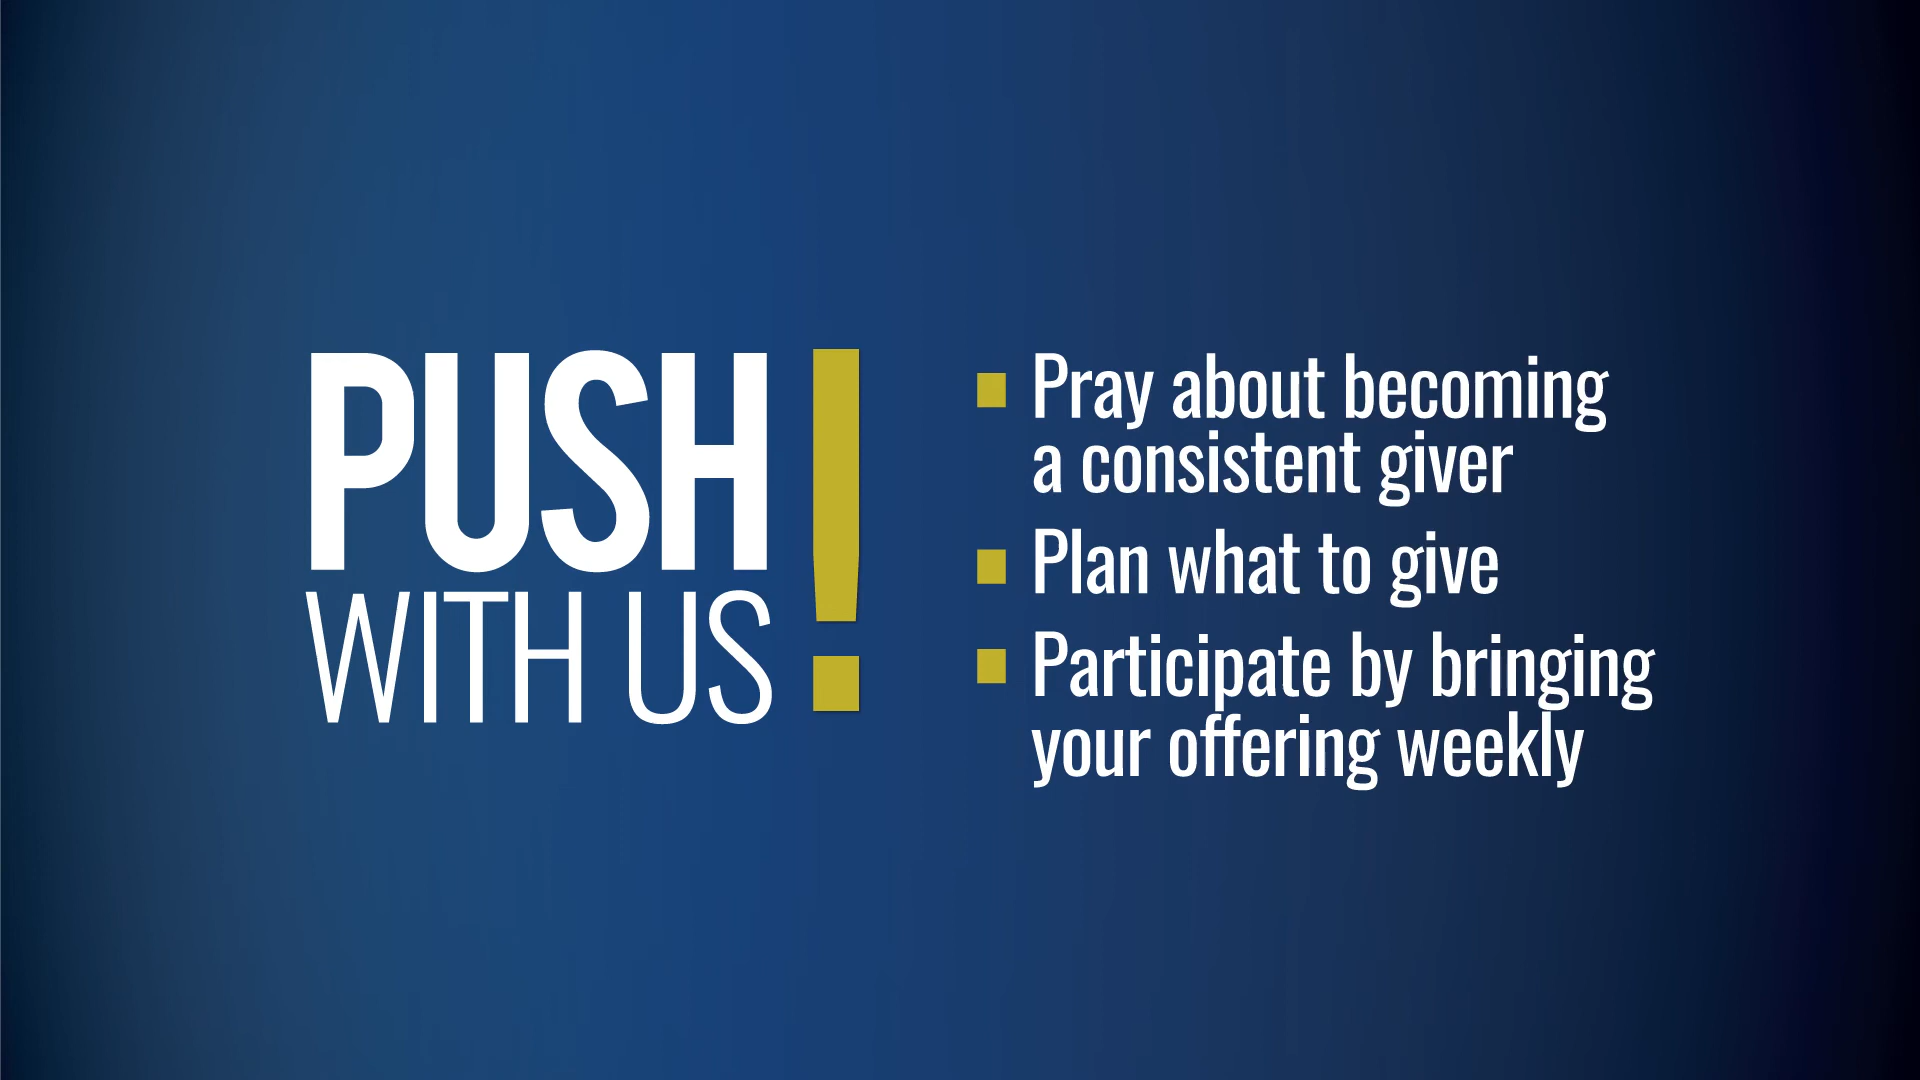 PUSH!
WITH US
Pray about becoming
a consistent giver
Plan what to give
Participate by bringing
your offering weekly